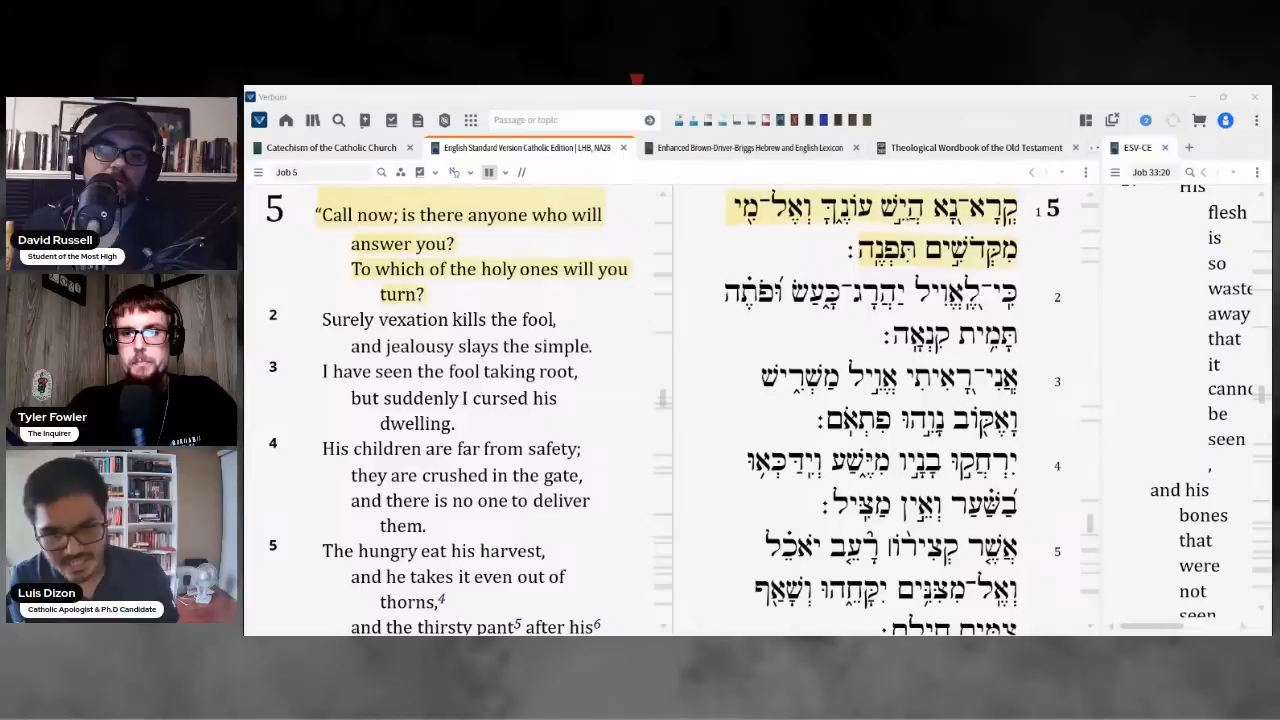 Verbum
Passage or topic
Catechism of the Catholic Church
English Standard Version Catholic Edition | LHB, NA28
Enhanced Brown-Driver-Briggs Hebrew and English Lexicon
Theological Wordbook of the Old Testament
ESV-CE
Job 5
Job 33:20
David Russell
Student of the Most High
Tyler Fowler
The Inquirer
Luis Dizon
Catholic Apologist & Ph.D Candidate
5 “Call now; is there anyone who will
answer you?
To which of the holy ones will you
turn?
2 Surely vexation kills the fool,
and jealousy slays the simple.
3 I have seen the fool taking root,
but suddenly I cursed his
dwelling.
4 His children are far from safety;
they are crushed in the gate,
and there is no one to deliver
them.
5 The hungry eat his harvest,
and he takes it even out of
thorns,4
and the thirsty pant5 after his6
5 1 קְֽרָא־נָ֭א הֲיֵ֣שׁ עוֹנֶ֑ךָּ וְאֶל־מִ֖י
מִקְּדֹשִׁ֣ים תִּפְנֶֽה׃
2 כִּֽי־לֶֽ֭אֱוִיל יַהֲרָג־כָּ֑עַשׂ וּ֝פֹתֶ֗ה
תָּמִ֥ית קִנְאָֽה׃
3 אֲֽנִי־רָ֭אִיתִי אֱוִ֣יל מַשְׁרִ֑ישׁ
וָאֶקּ֖וֹב נָוֵ֣הוּ פִתְאֹֽם׃
4 יִרְחֲק֣וּ בָנָ֣יו מִיֶּ֑שַׁע וְיִֽדַּכְּא֥וּ
בַ֝שַּׁ֗עַר וְאֵ֣ין מַצִּֽיל׃
5 אֲשֶׁ֤ר קְצִיר֨וֹ ׀ רָ֘עֵ֤ב יֹאכֵ֗ל
וְאֶֽל־מִצִּנִּ֥ים יִקָּחֵ֑הוּ וְשָׁאַ֖ף
צַמִּ֣ים חֵילָֽם׃
His
flesh
is
so
waste
away
that
it
canno
be
seen
,
and his
bones
that
were
not
seen